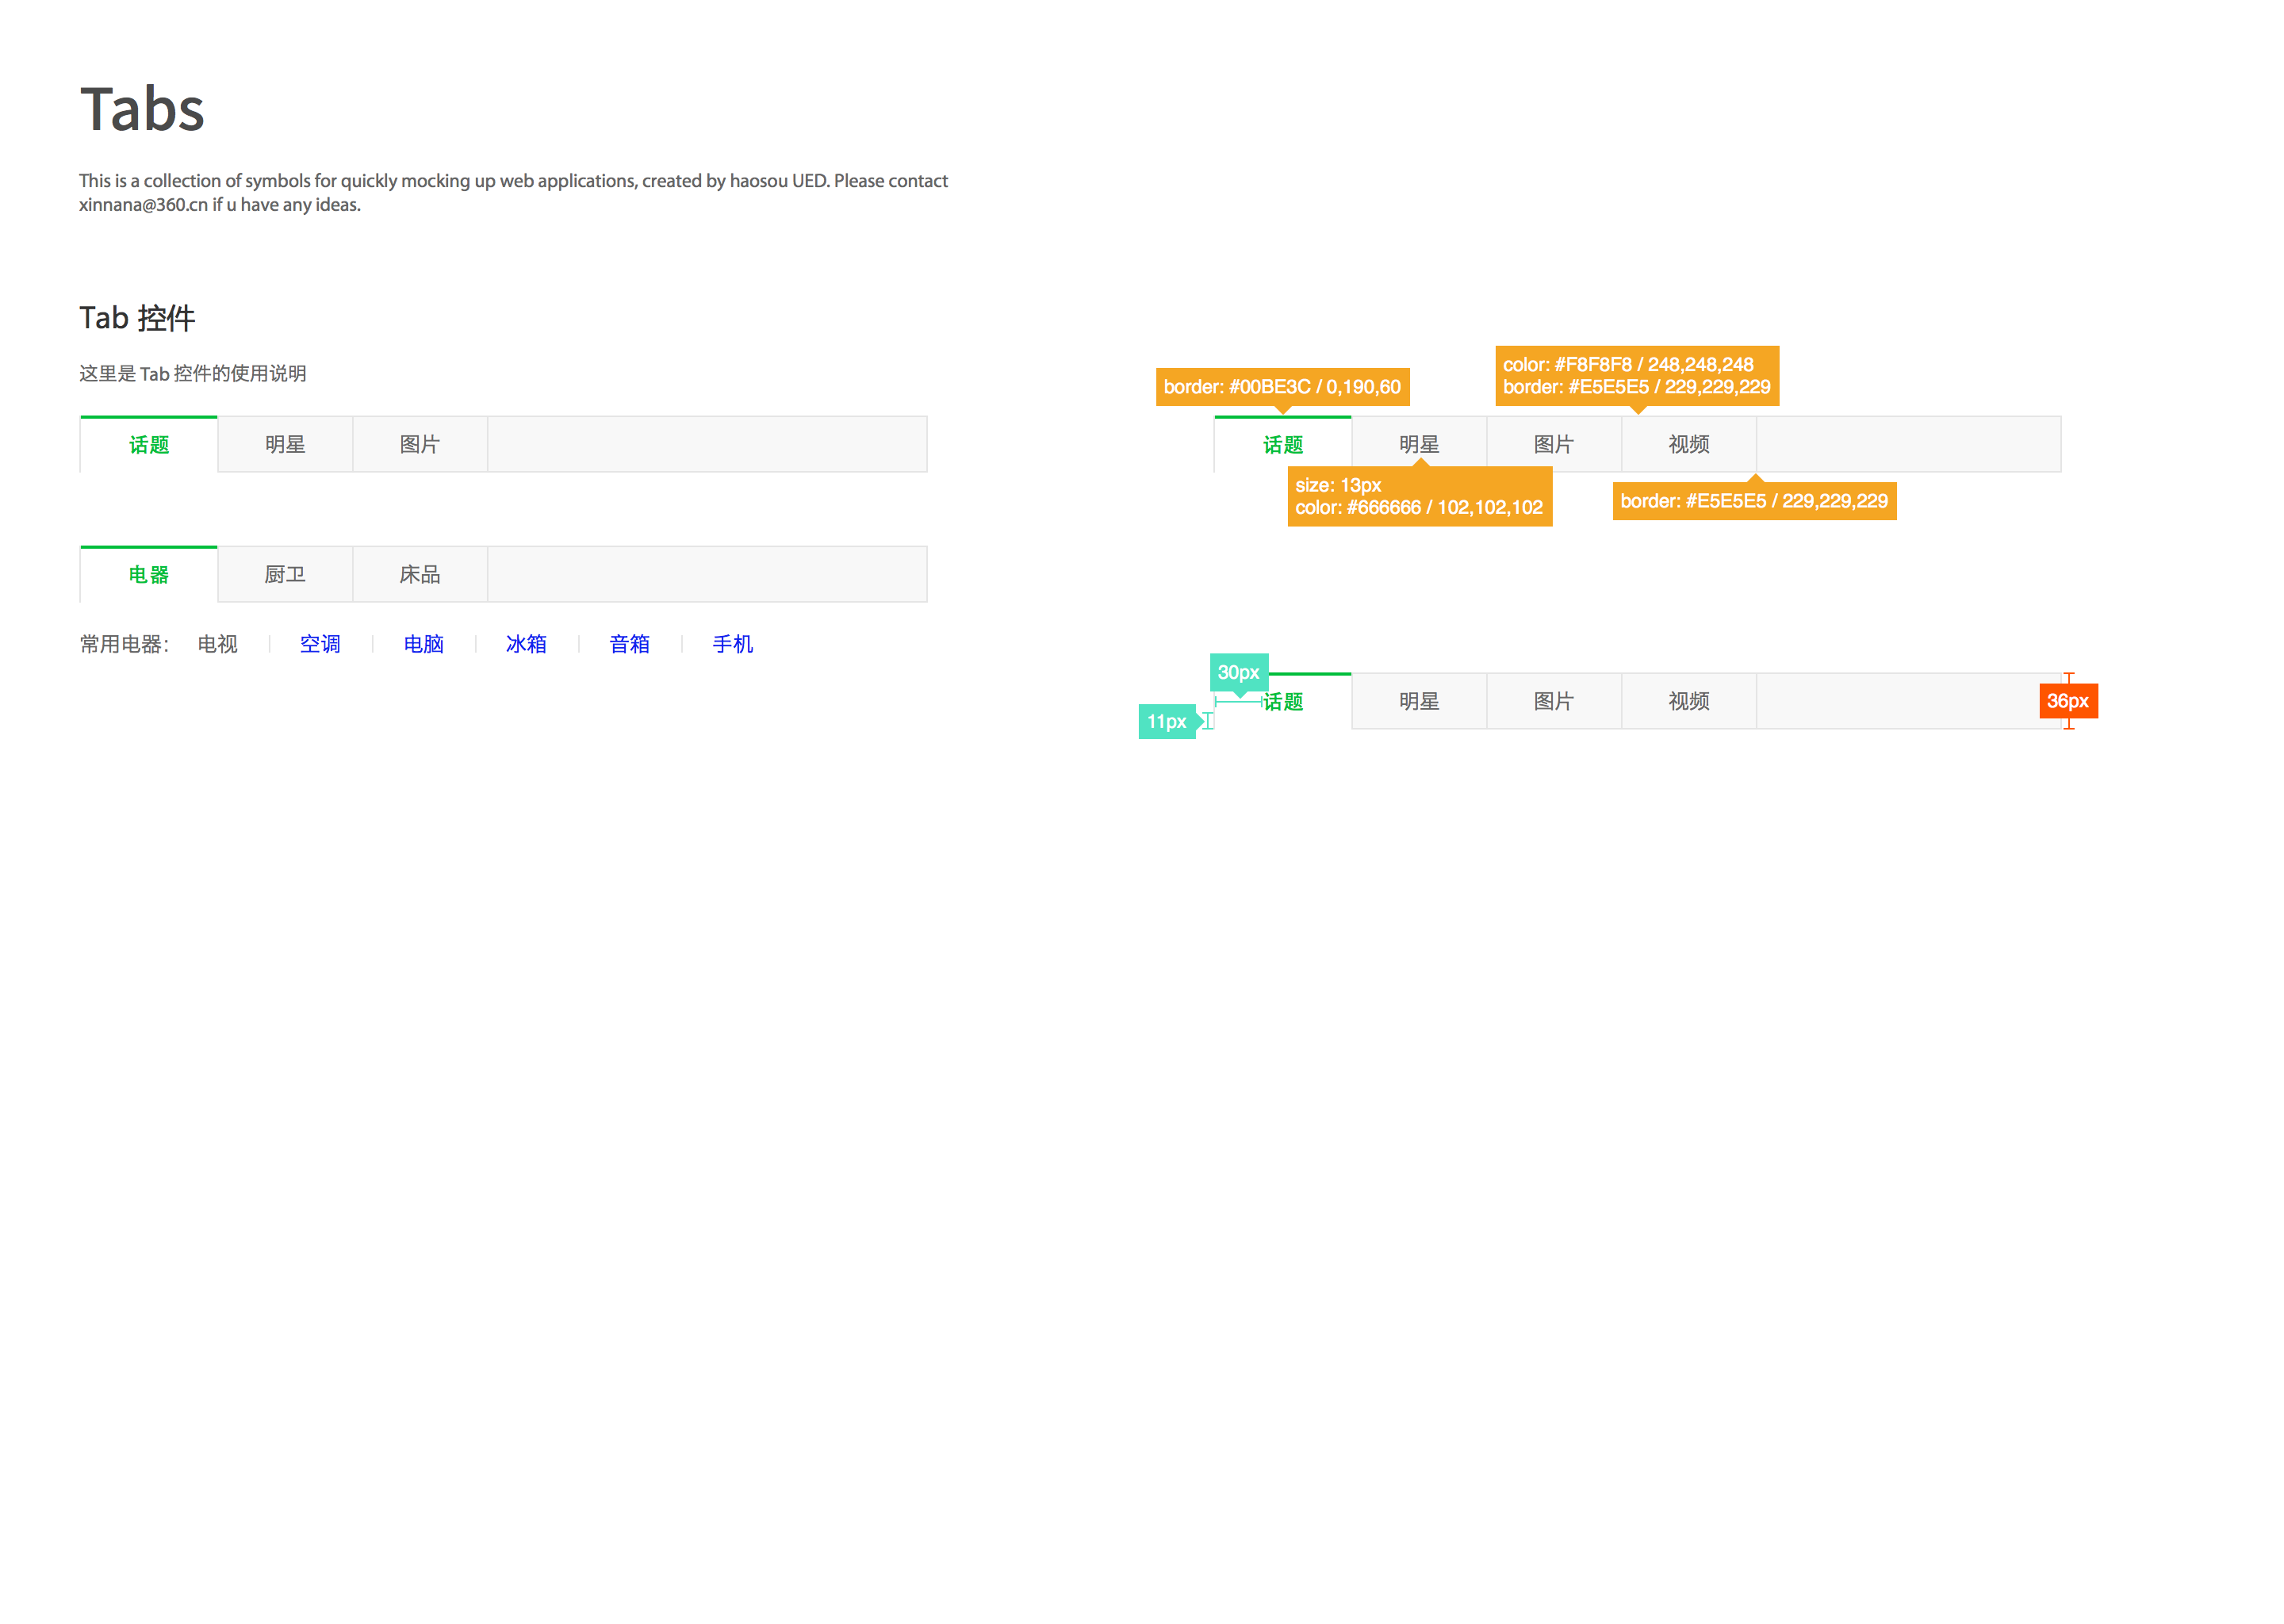 Tabs
This is a collection of symbols for quickly mocking up web applications, created by haosou UED. Please contact
xinnana@360.cn if u have any ideas.
Tab 控件
这里是 Tab 控件的使用说明
话题 明星 图片
电器 厨卫 床品
常用电器： 电视 空调 电脑 冰箱 音箱 手机
color: #F8F8F8 / 248,248,248
border: #E5E5E5 / 229,229,229
border: #00BE3C / 0,190,60
话题 明星 图片 视频
size: 13px
color: #666666 / 102,102,102
border: #E5E5E5 / 229,229,229
30px
话题 明星 图片 视频
36px
11px